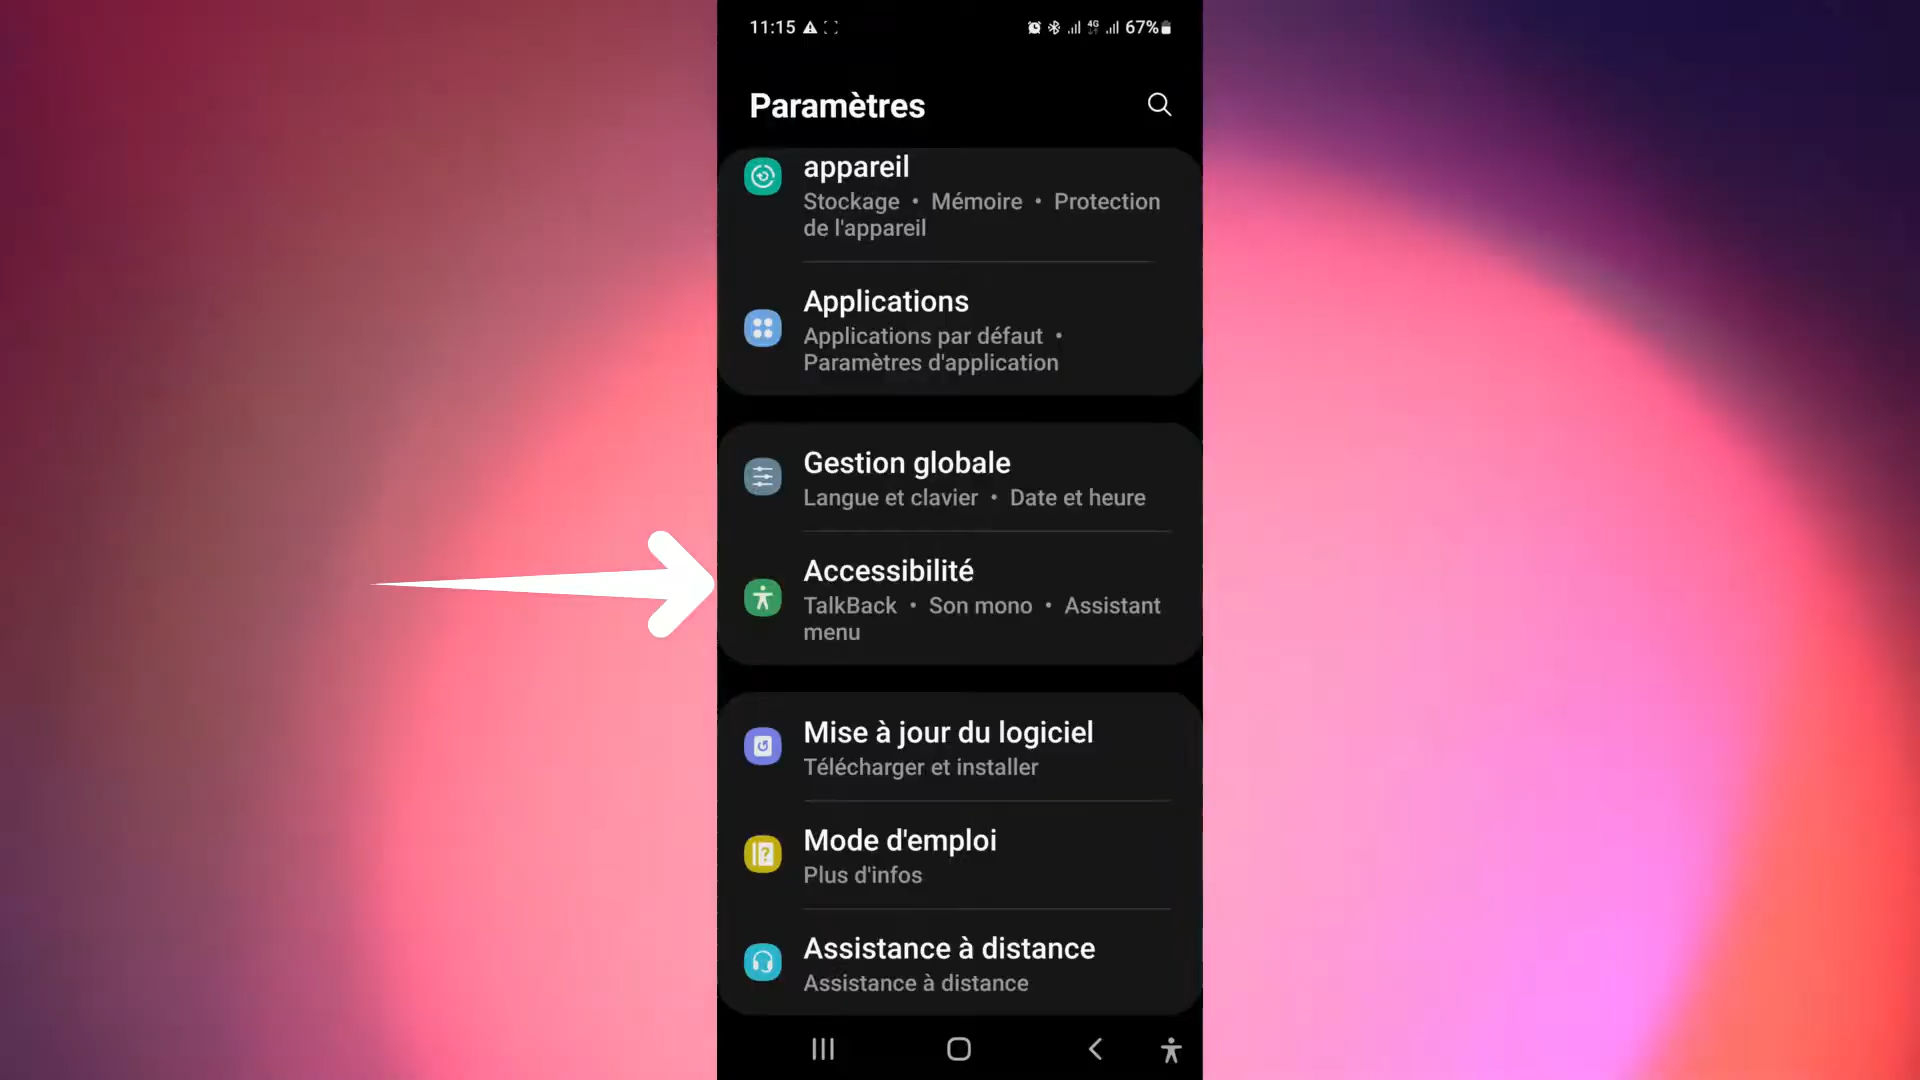 11:15
4G
67%
Paramètres
appareil
Stockage • Mémoire • Protection
de l'appareil
Applications
Applications par défaut •
Paramètres d'application
Gestion globale
Langue et clavier • Date et heure
Accessibilité
TalkBack • Son mono • Assistant
menu
Mise à jour du logiciel
Télécharger et installer
Mode d'emploi
Plus d'infos
Assistance à distance
Assistance à distance